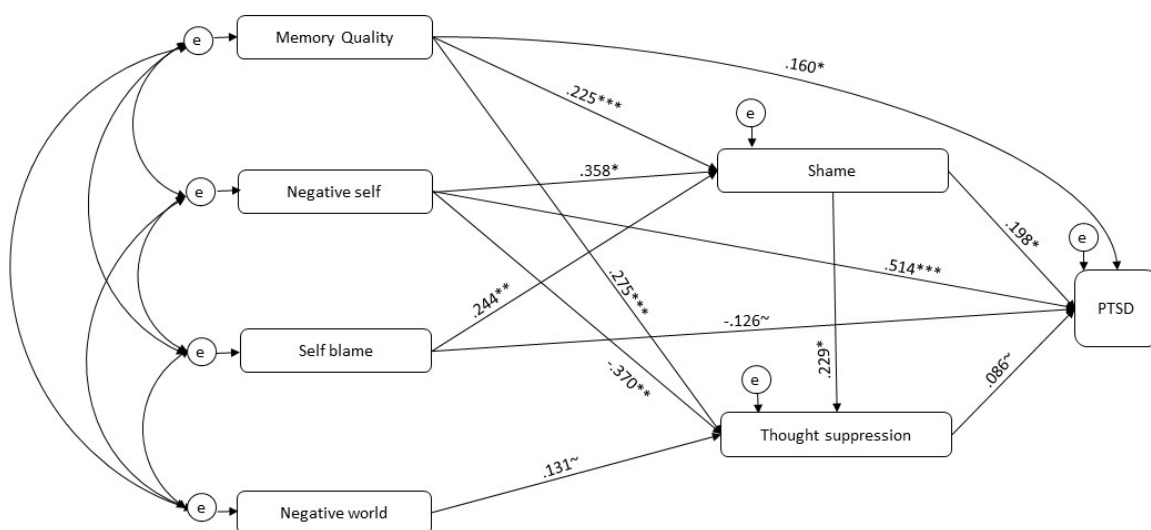 e
Memory Quality
.160*
.225***
e
e
Negative self
.358*
Shame
.198*
e
.514***
.275***
PTSD
.244**
e
Self blame
-.126~
-.370**
.229*
.086~
e
Thought suppression
.131~
e
Negative world